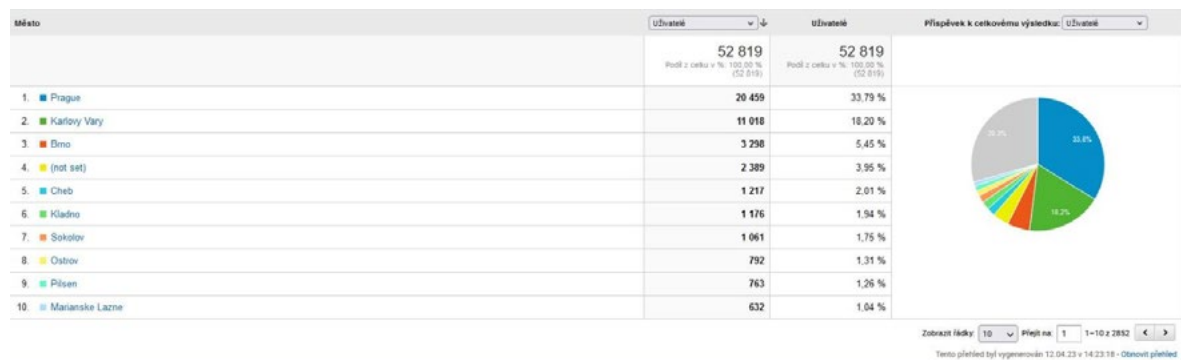 Město Uživatelé Uživatelé Příspěvek k celkovému výsledku: Uživatelé
52 819 52 819
Podíl z celku v %: 100,00 % Podíl z celku v %: 100,00 %
(52 819) (52 819)
1. Prague 20 459 33,79 %
2. Karlovy Vary 11 018 18,20 %
3. Brno 3 298 5,45 %
4. (not set) 2 389 3,95 %
5. Cheb 1 217 2,01 %
6. Kladno 1 176 1,94 %
7. Sokolov 1 061 1,75 %
8. Ostrov 792 1,31 %
9. Pilsen 763 1,26 %
10. Marianske Lazne 632 1,04 %
33,8%
18,2%
Zobrazit řádky: 10 Přejít na: 1 1–10 z 2852
Tento přehled byl vygenerován 12.04.23 v 14:23:18 - Obnovit přehled